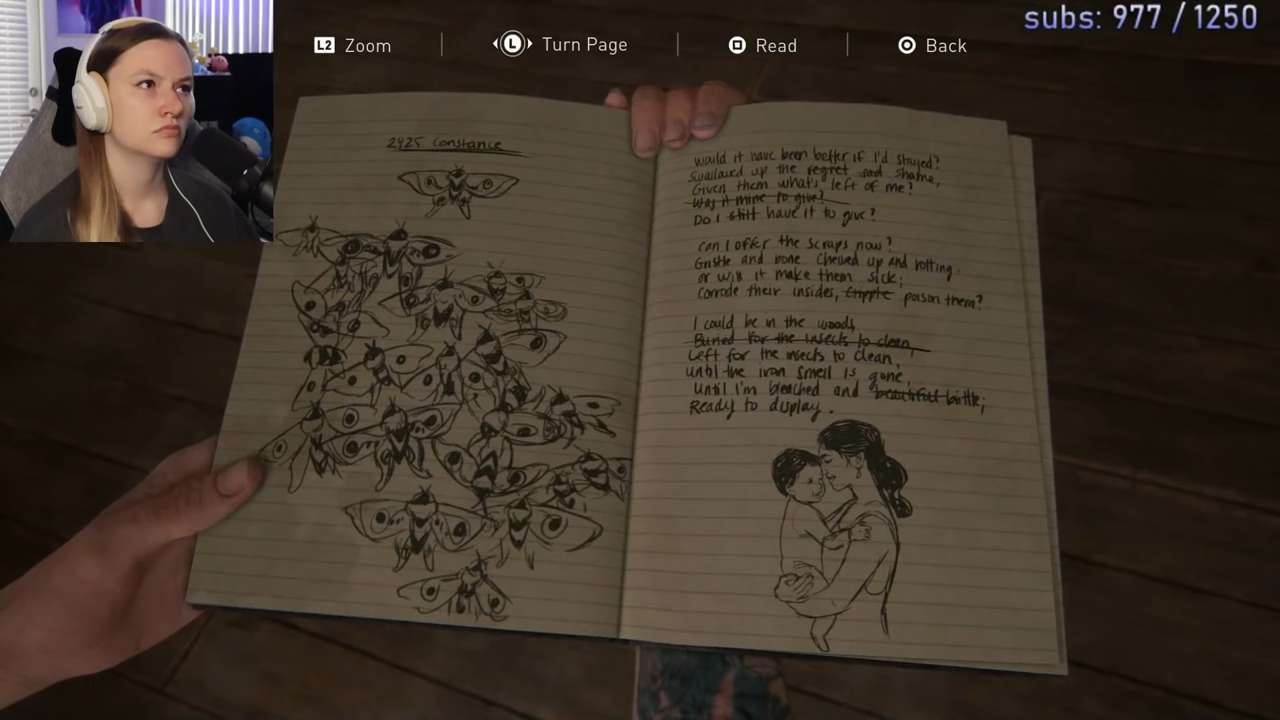 subs: 977 / 1250
L2 Zoom
L Turn Page
Read
Back
2425 Constance
Would it have been better if I'd stayed?
Swallowed up the regret sad shame,
Given them what's left of me?
Was it mine to give?
Do I still have it to give?
Can I offer the scraps now?
Gristle and bone. Chewed up and rotting.
Or will it make them sick;
Corrode their insides, cripple poison them?
I could be in the woods,
Buried for the insects to clean,
Left for the insects to clean,
Until the iron smell is gone,
Until I'm bleached and beautiful brittle;
Ready to display.